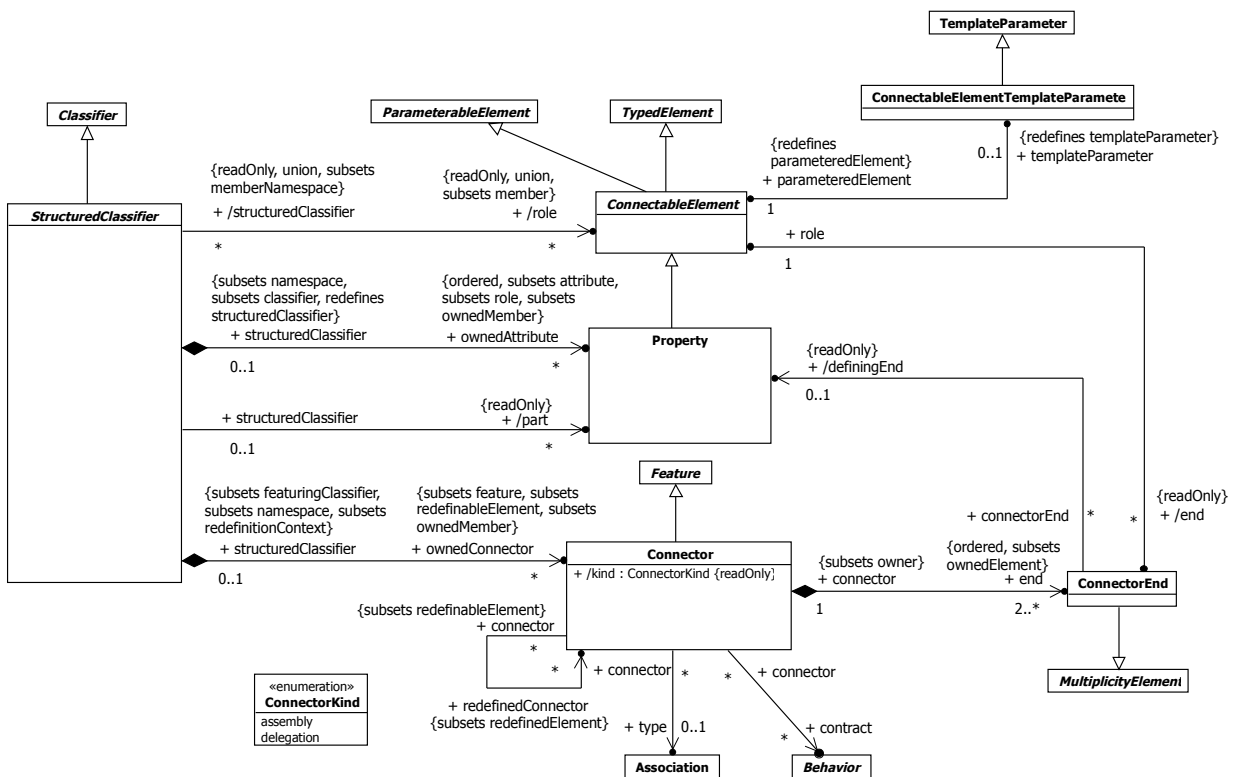 TemplateParameter
ConnectableElementTemplateParamete
Classifier
ParameterableElement
TypedElement
{redefines
parameteredElement}
+ parameteredElement
1
0..1
{redefines templateParameter}
+ templateParameter
{readOnly, union, subsets
memberNamespace}
+ /structuredClassifier
*
{readOnly, union,
subsets member}
+ /role
*
StructuredClassifier
ConnectableElement
+ role
1
{subsets namespace,
subsets classifier, redefines
structuredClassifier}
+ structuredClassifier
0..1
{ordered, subsets attribute,
subsets role, subsets
ownedMember}
+ ownedAttribute
*
Property
{readOnly}
+ /definingEnd
0..1
+ structuredClassifier
0..1
{readOnly}
+ /part
*
Feature
{subsets featuringClassifier,
subsets namespace, subsets
redefinitionContext}
+ structuredClassifier
0..1
{subsets feature, subsets
redefinableElement, subsets
ownedMember}
+ ownedConnector
*
Connector
+ /kind : ConnectorKind {readOnly}
{subsets owner}
+ connector
1
+ connectorEnd
*
*
{readOnly}
+ /end
{ordered, subsets
ownedElement}
+ end
2..*
ConnectorEnd
MultiplicityElement
{subsets redefinableElement}
+ connector
*
*
+ redefinedConnector
{subsets redefinedElement}
+ connector
*
+ type
0..1
* + connector
+ contract
*
«enumeration»
ConnectorKind
assembly
delegation
Association
Behavior